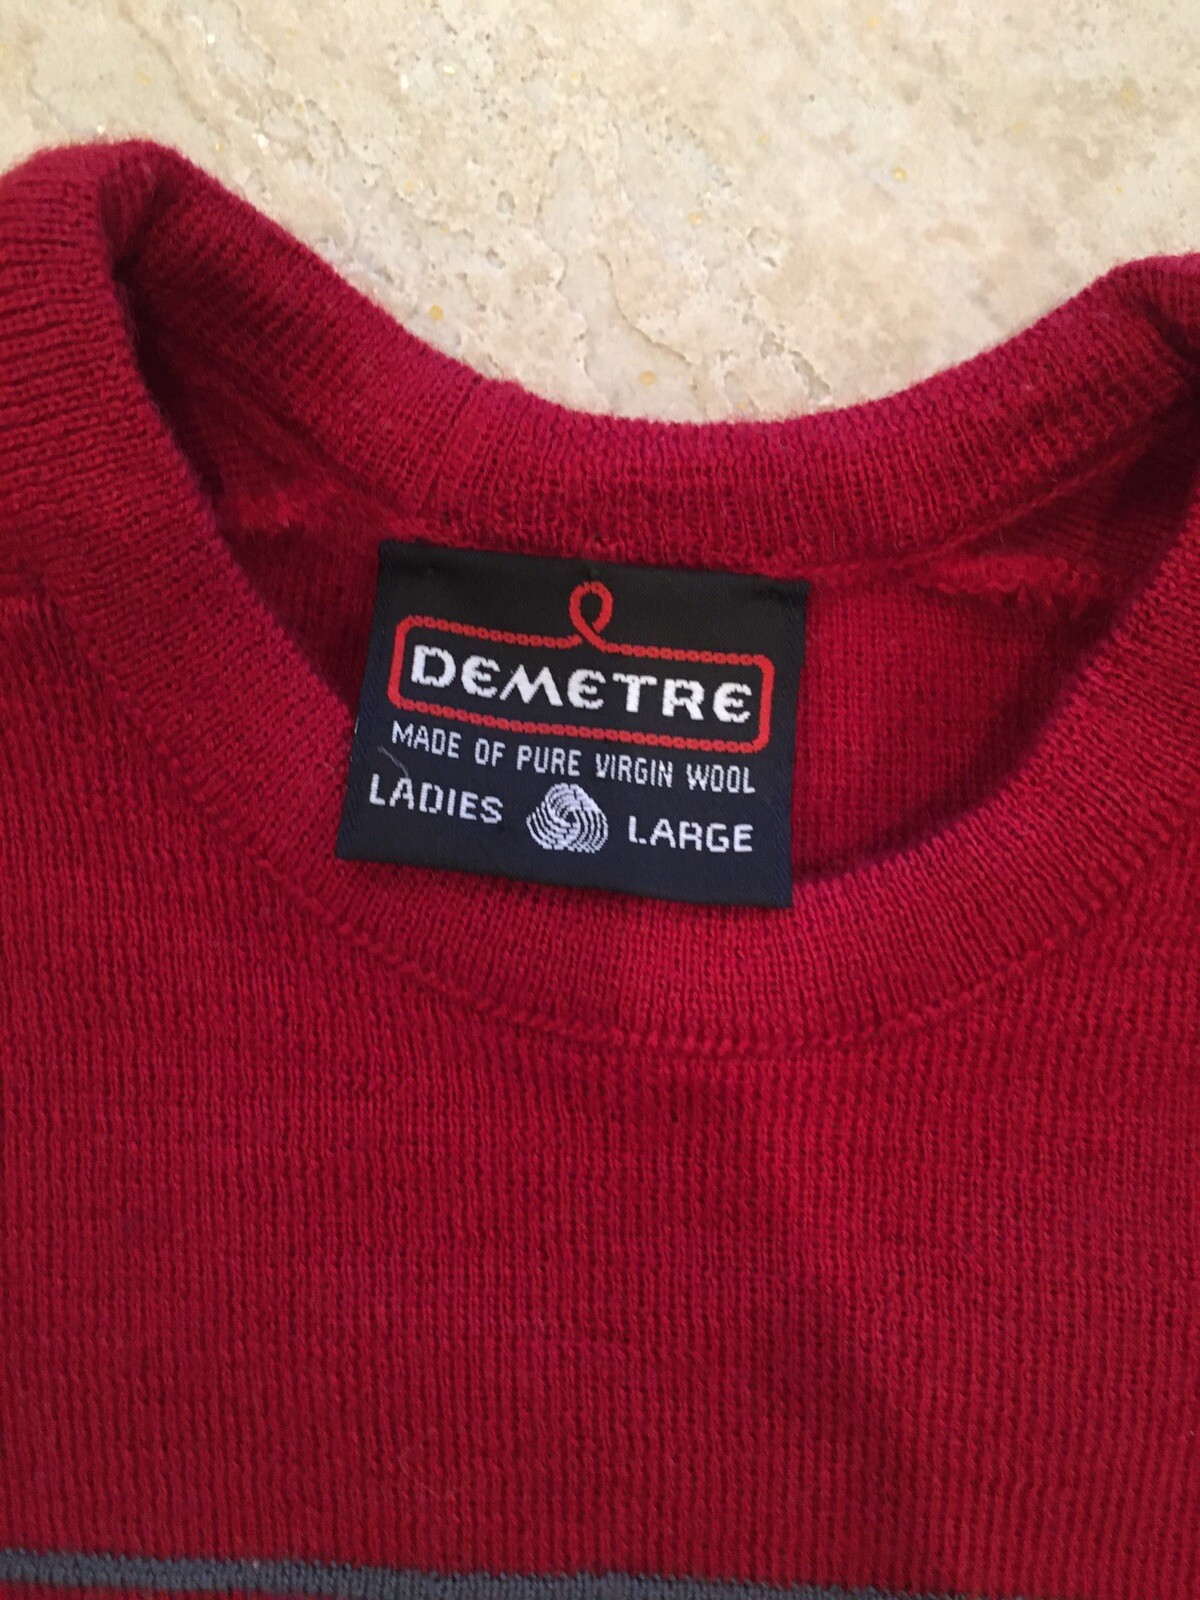 DEMETRE
MADE OF PURE VIRGIN WOOL
LADIES LARGE